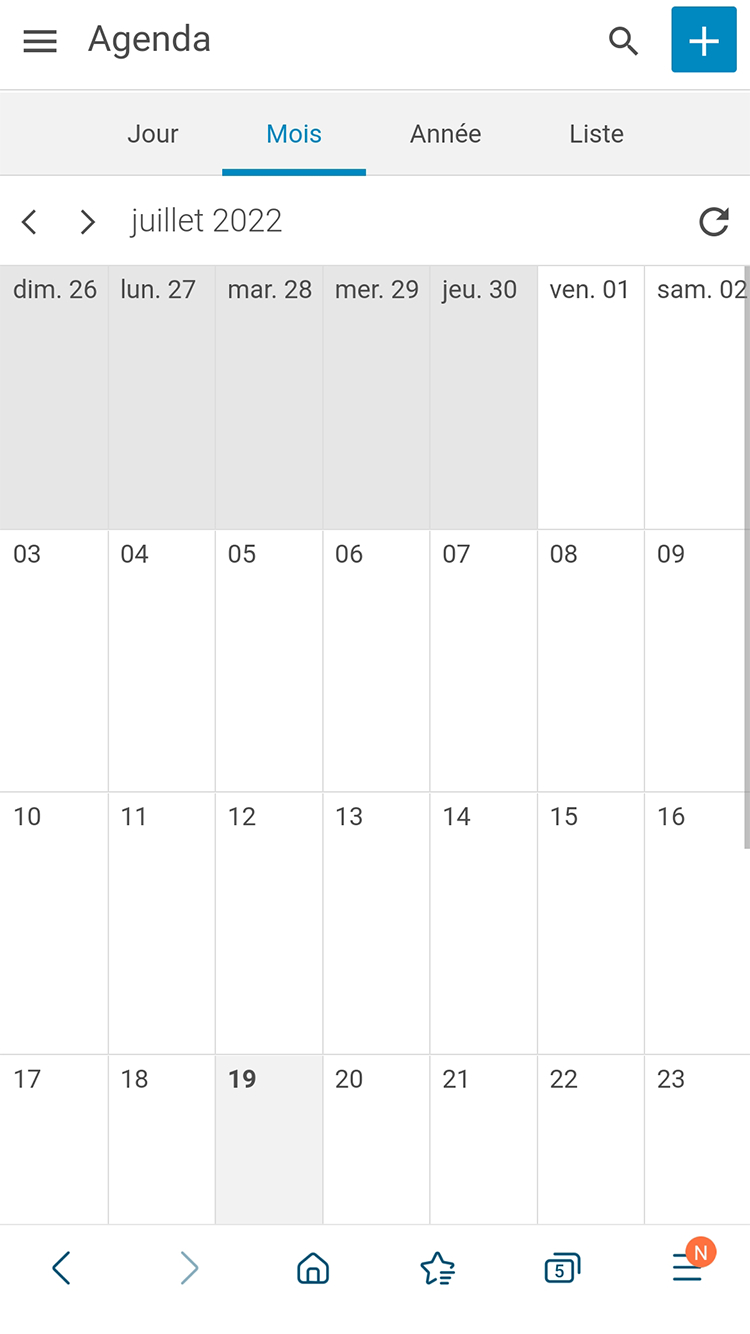 Agenda
Jour Mois Année Liste
juillet 2022
dim. 26 lun. 27 mar. 28 mer. 29 jeu. 30 ven. 01 sam. 02
03 04 05 06 07 08 09
10 11 12 13 14 15 16
17 18 19 20 21 22 23
5 N